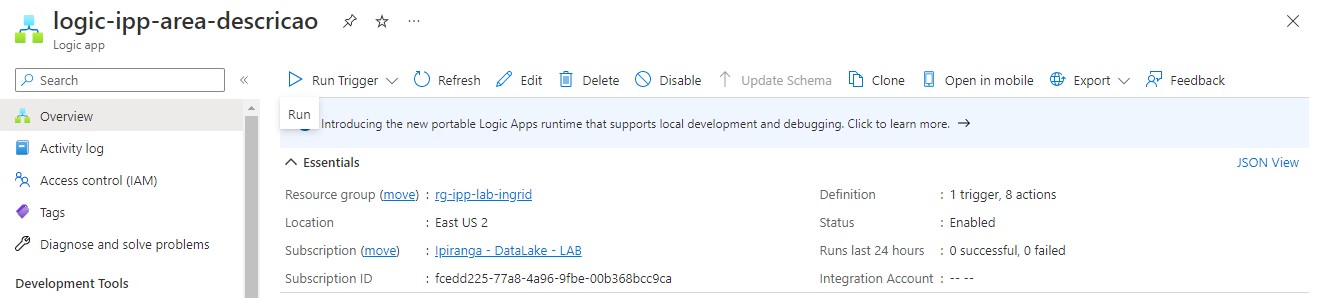 logic-ipp-area-descricao
Logic app
Search
Run Trigger Refresh Edit Delete Disable Update Schema Clone Open in mobile Export Feedback
Run
Introducing the new portable Logic Apps runtime that supports local development and debugging. Click to learn more. →
Overview
Activity log
Access control (IAM)
Tags
Diagnose and solve problems
Development Tools
Essentials JSON View
Resource group (move) : rg-ipp-lab-ingrid Definition : 1 trigger, 8 actions
Location : East US 2 Status : Enabled
Subscription (move) : Ipiranga - DataLake - LAB Runs last 24 hours : 0 successful, 0 failed
Subscription ID : fcedd225-77a8-4a96-9fbe-00b368bcc9ca Integration Account : -- --